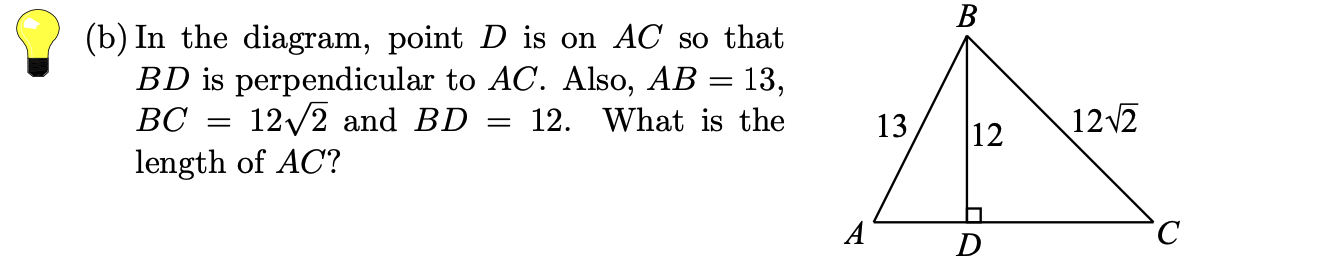 (b) In the diagram, point D is on AC so that
BD is perpendicular to AC. Also, AB = 13,
BC = 12√2 and BD = 12. What is the
length of AC?
B
13
12
12√2
A
D
C